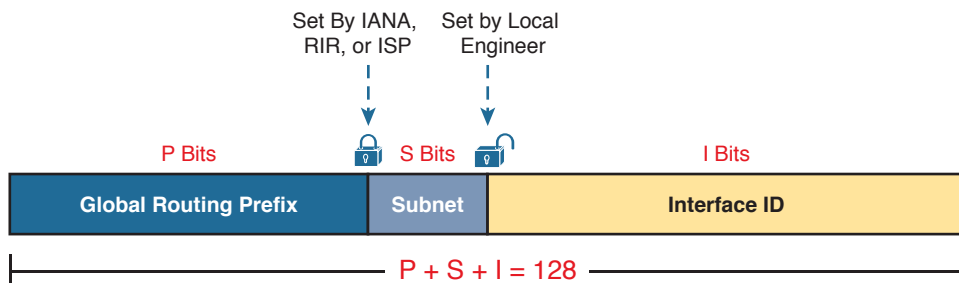 Set By IANA,
RIR, or ISP
Set by Local
Engineer
P Bits
S Bits
I Bits
Global Routing Prefix
Subnet
Interface ID
P + S + I = 128